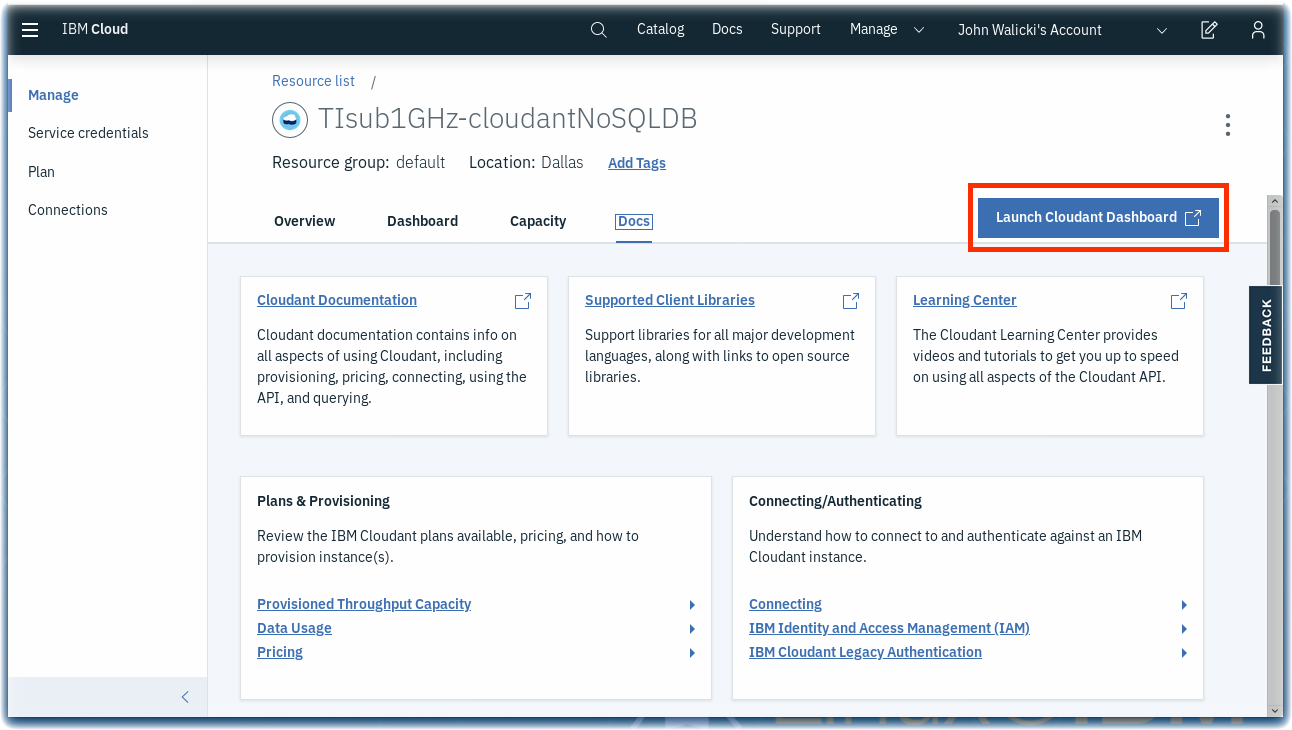 IBM Cloud
Catalog
Docs
Support
Manage
John Walicki's Account
Manage
Service credentials
Plan
Connections
Resource list /
TIsub1GHz-cloudantNoSQLDB
Resource group: default Location: Dallas Add Tags
Overview
Dashboard
Capacity
Docs
Launch Cloudant Dashboard
FEEDBACK
Cloudant Documentation
Cloudant documentation contains info on
all aspects of using Cloudant, including
provisioning, pricing, connecting, using the
API, and querying.
Supported Client Libraries
Support libraries for all major development
languages, along with links to open source
libraries.
Learning Center
The Cloudant Learning Center provides
videos and tutorials to get you up to speed
on using all aspects of the Cloudant API.
Plans & Provisioning
Review the IBM Cloudant plans available, pricing, and how to
provision instance(s).
Provisioned Throughput Capacity
Data Usage
Pricing
Connecting/Authenticating
Understand how to connect to and authenticate against an IBM
Cloudant instance.
Connecting
IBM Identity and Access Management (IAM)
IBM Cloudant Legacy Authentication